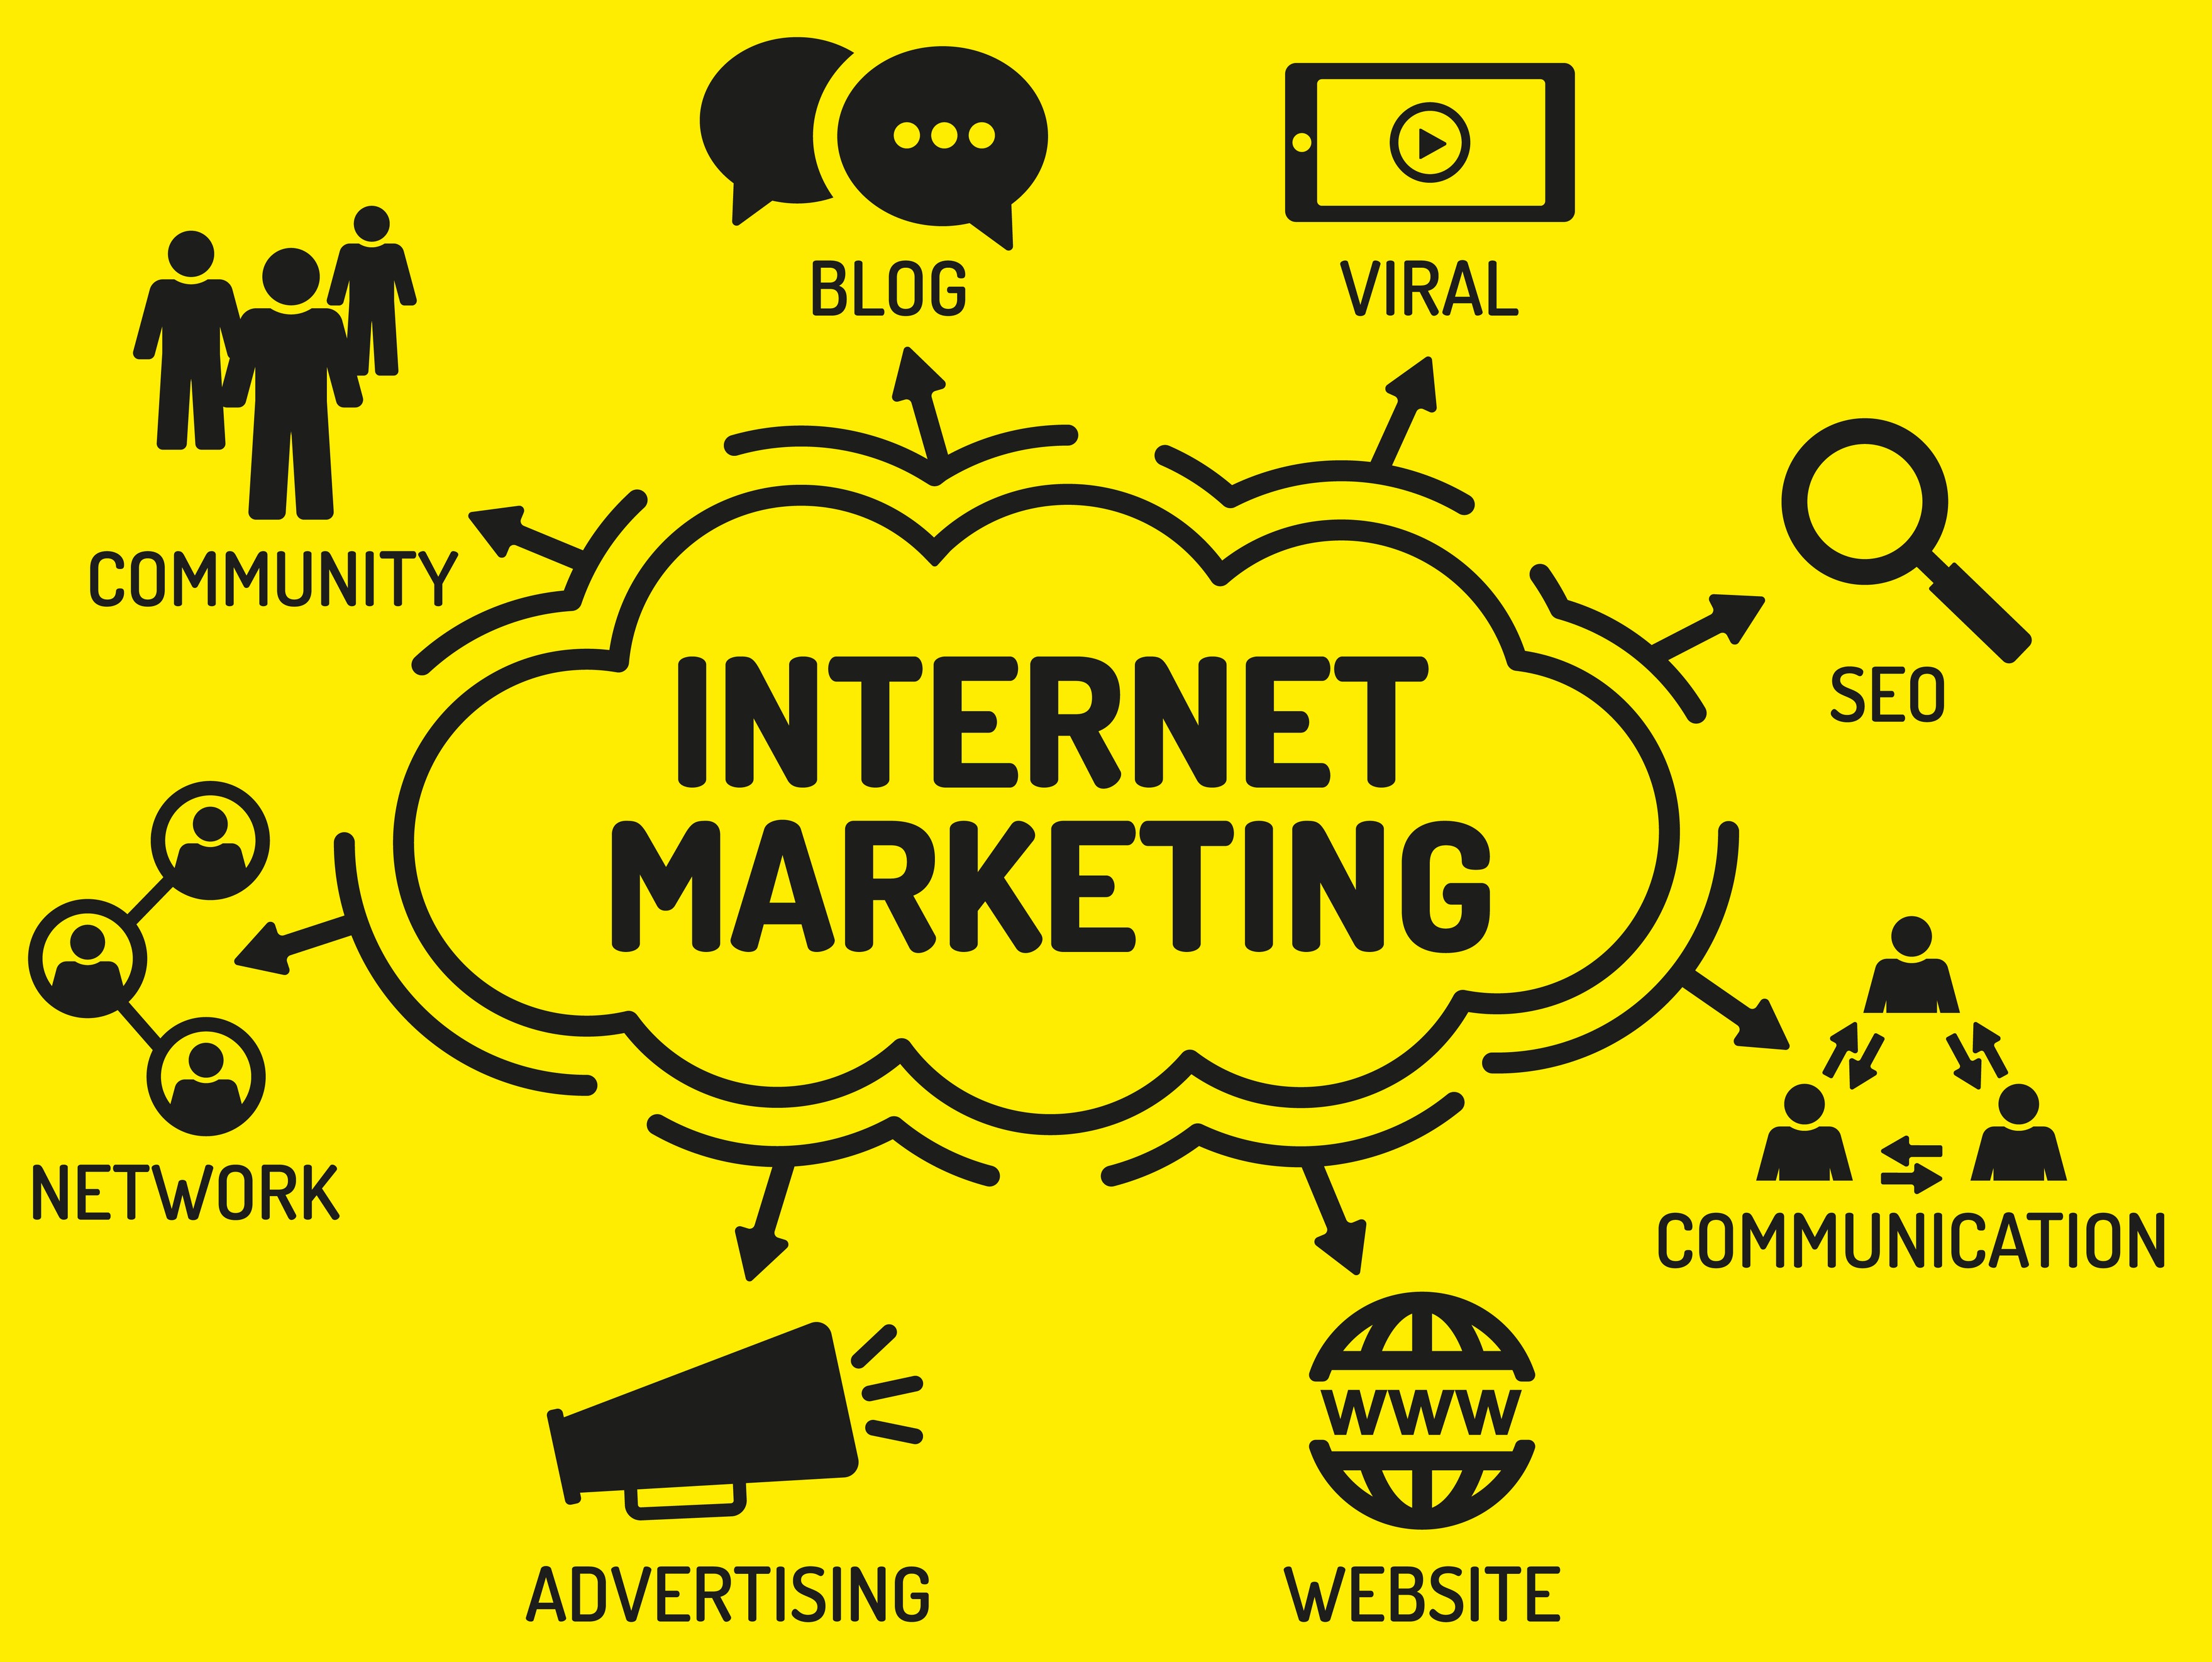 BLOG
VIRAL
COMMUNITY
SEO
INTERNET
MARKETING
NETWORK
COMMUNICATION
WWW
ADVERTISING
WEBSITE